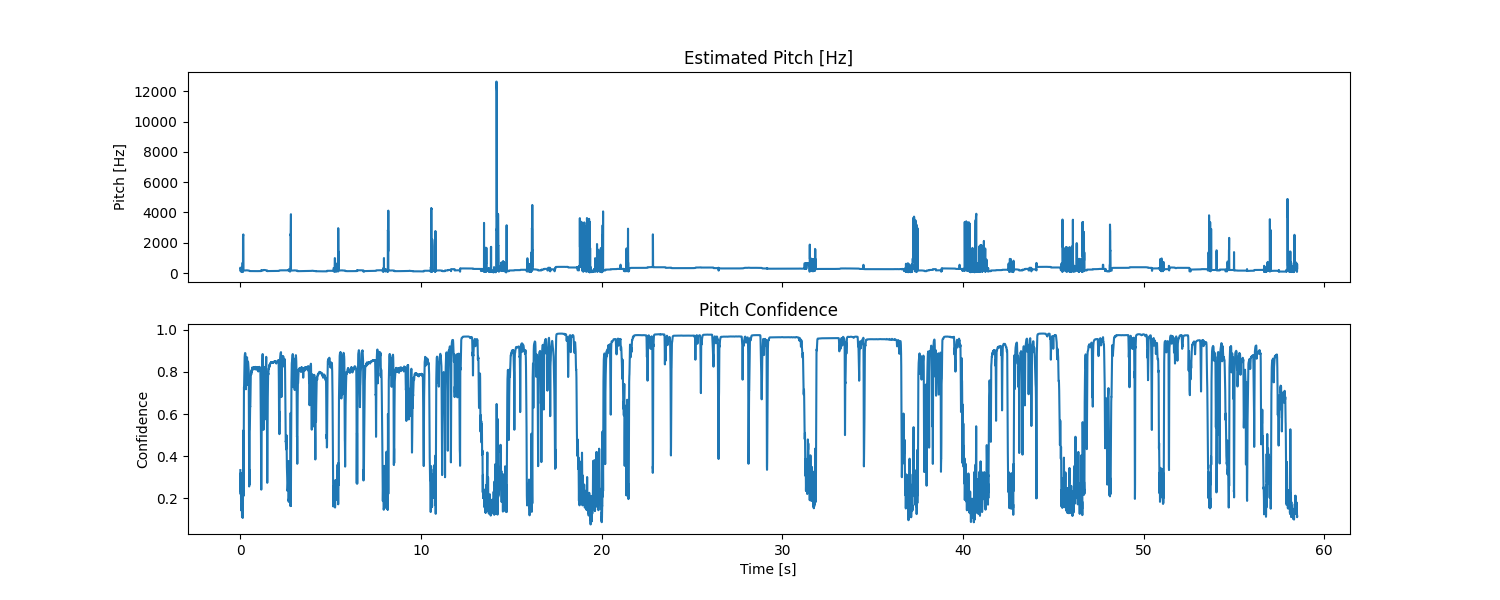 Estimated Pitch [Hz]
12000
10000
8000
6000
4000
2000
0
Pitch [Hz]
Pitch Confidence
1.0
0.8
0.6
0.4
0.2
Confidence
0 10 20 30 40 50 60
Time [s]